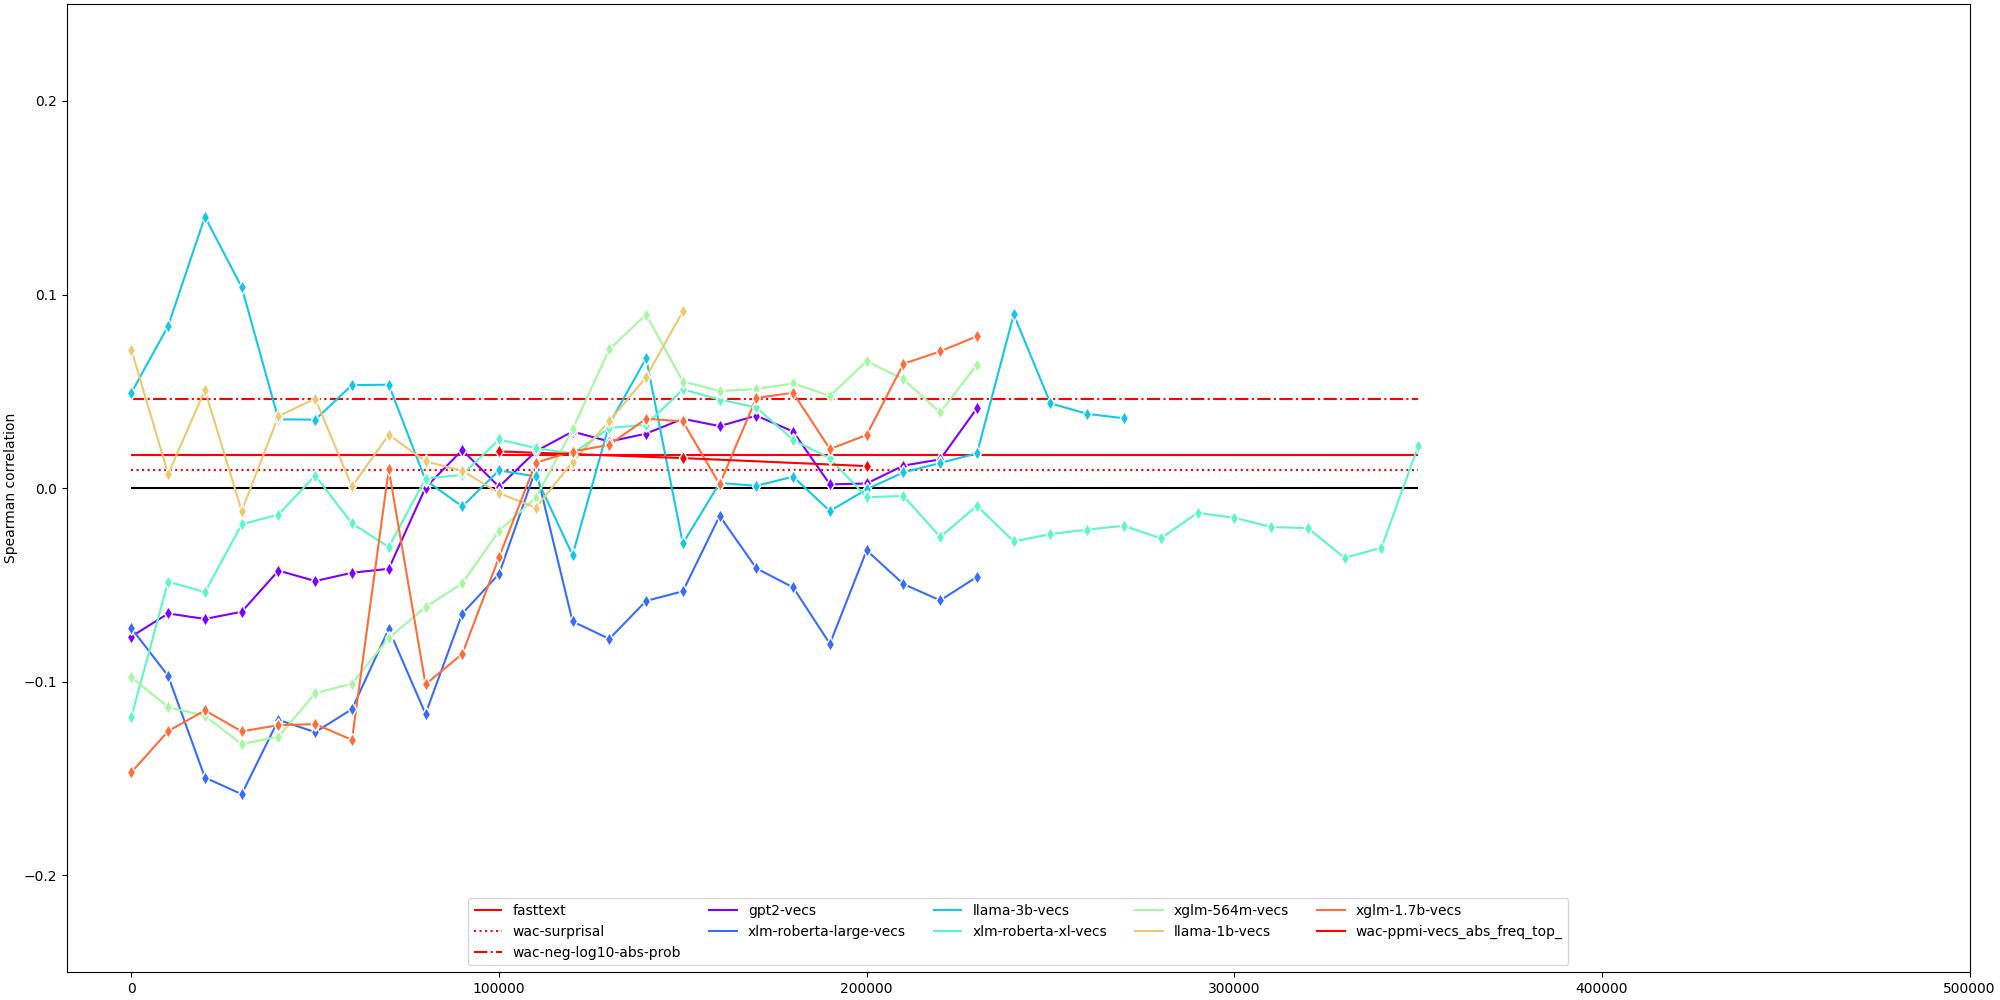 Spearman correlation
0.2
0.1
0.0
−0.1
−0.2
fasttext
wac-surprisal
wac-neg-log10-abs-prob
gpt2-vecs
xlm-roberta-large-vecs
llama-3b-vecs
xlm-roberta-xl-vecs
xglm-564m-vecs
llama-1b-vecs
xglm-1.7b-vecs
wac-ppmi-vecs_abs_freq_top_
0 100000 200000 300000 400000 500000